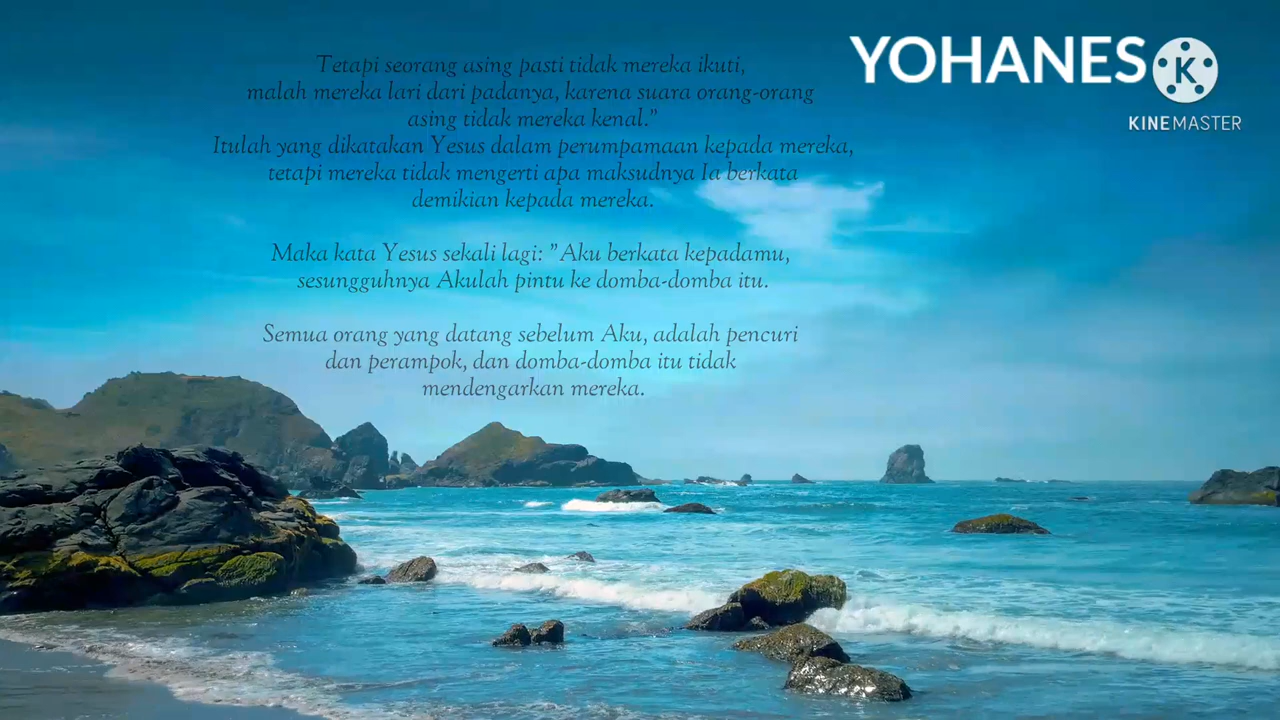 YOHANES
K
KINEMASTER
Tetapi seorang asing pasti tidak mereka ikuti,
malah mereka lari dari padanya, karena suara orang-orang
asing tidak mereka kenal."
Itulah yang dikatakan Yesus dalam perumpamaan kepada mereka,
tetapi mereka tidak mengerti apa maksudnya Ia berkata
demikian kepada mereka.
Maka kata Yesus sekali lagi: "Aku berkata kepadamu,
sesungguhnya Akulah pintu ke domba-domba itu.
Semua orang yang datang sebelum Aku, adalah pencuri
dan perampok, dan domba-domba itu tidak
mendengarkan mereka.